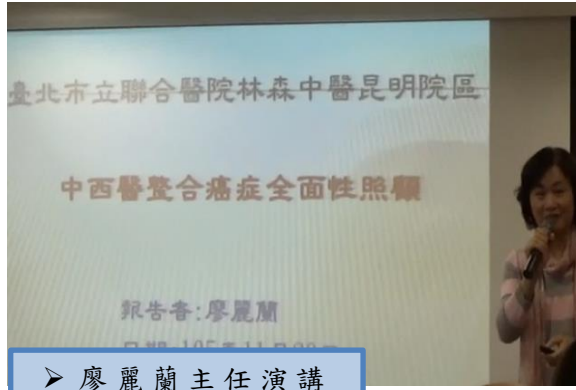 臺北市立聯合醫院林森中醫昆明院區
中西醫整合癌症全面性照顧
報告者:廖麗蘭
➢ 廖麗蘭主任演講